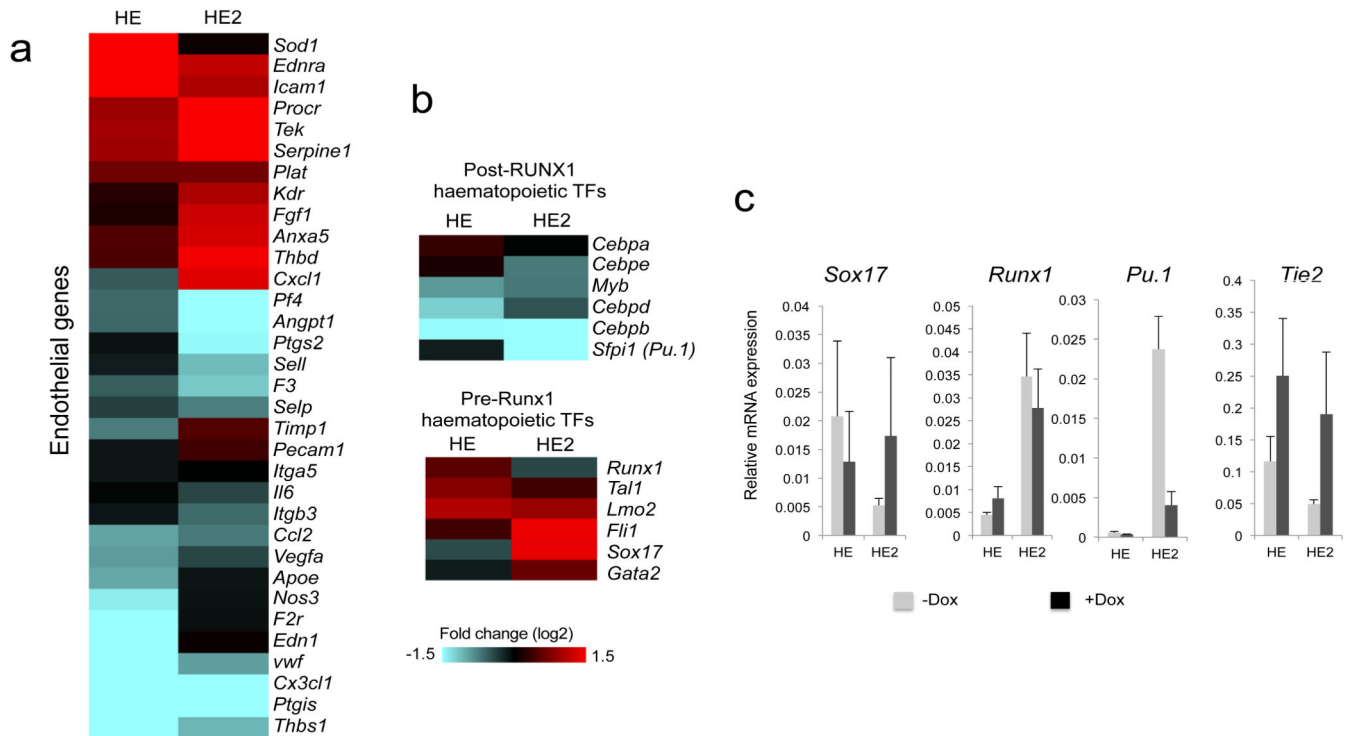 a
HE HE2
Endothelial genes
Sod1
Ednra
Icam1
Procr
Tek
Serpine1
Plat
Kdr
Fgf1
Anxa5
Thbd
Cxcl1
Pf4
Angpt1
Ptgs2
Sell
F3
Selp
Timp1
Pecam1
Itga5
Il6
Itgb3
Ccl2
Vegfa
Apoe
Nos3
F2r
Edn1
vwf
Cx3cl1
Ptgis
Thbs1
b
Post-RUNX1
haematopoietic TFs
HE HE2
Cebpa
Cebpe
Myb
Cebpd
Cebpb
Sfpi1 (Pu.1)
Pre-Runx1
haematopoietic TFs
HE HE2
Runx1
Tal1
Lmo2
Fli1
Sox17
Gata2
Fold change (log2)
-1.5 1.5
c
Relative mRNA expression
Sox17
0.04
0.035
0.03
0.025
0.02
0.015
0.01
0.005
0
HE HE2
Runx1
0.05
0.045
0.04
0.035
0.03
0.025
0.02
0.015
0.01
0.005
0
HE HE2
Pu.1
0.03
0.025
0.02
0.015
0.01
0.005
0
HE HE2
Tie2
0.4
0.35
0.3
0.25
0.2
0.15
0.1
0.05
0
HE HE2
-Dox +Dox